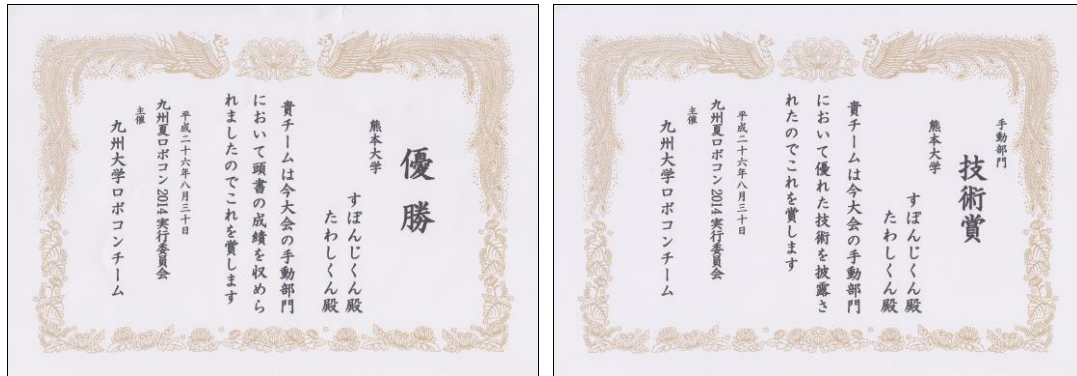 優勝
熊本大学
すぽんじくん殿
たわしくん殿
貴チームは今大会の手動部門
において頭書の成績を収めら
れましたのでこれを賞します
平成二十六年八月三十日
九州夏ロボコン2014実行委員会
主催
九州大学ロボコンチーム
手動部門
技術賞
熊本大学
すぽんじくん殿
たわしくん殿
貴チームは今大会の手動部門
において優れた技術を披露さ
れたのでこれを賞します
平成二十六年八月三十日
九州夏ロボコン2014実行委員会
主催
九州大学ロボコンチーム